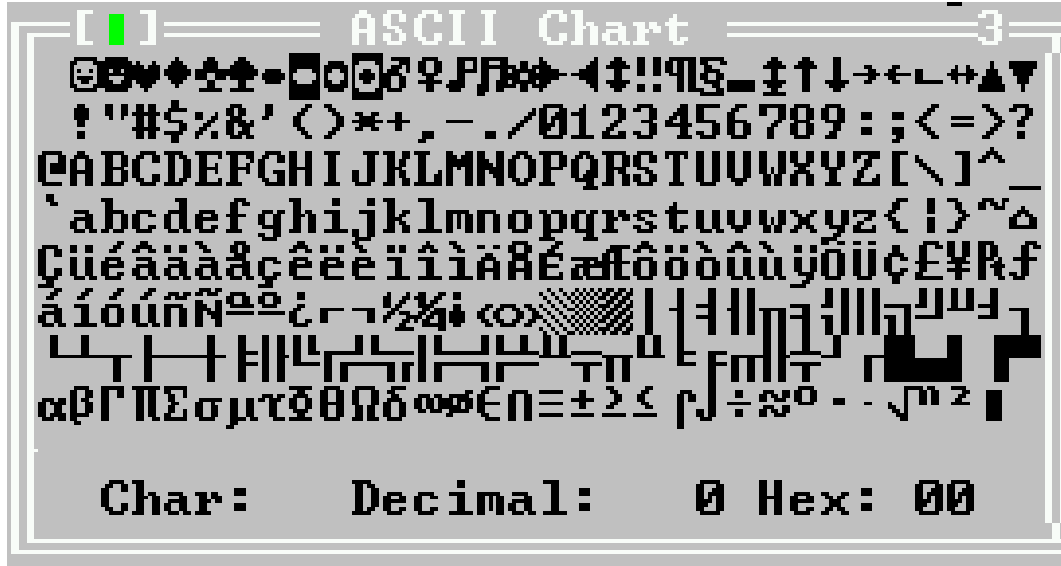 [▮] ASCII Chart 3
☺☻♥♦♣♠•◘○◙♂♀♪♫☼►◄↕‼¶§▬↨↑↓→←∟↔▲▼
!"#$%&'()*+,-./0123456789:;<=>?
@ABCDEFGHIJKLMNOPQRSTUVWXYZ[\]^_
`abcdefghijklmnopqrstuvwxyz{¦}~⌂
ÇüéâäàåçêëèïîìÄÅÉæÆôöòûùÿÖÜ¢£¥₧ƒ
áíóúñÑªº¿⌐¬½¼¡«»░▒▓│┤╡╢╖╕╣║╗╝╜╛┐
└┴┬├─┼╞╟╚╔╩╦╠═╬╧╨╤╥╙╘╒╓╫╪┘┌█▄▌▐▀
αßΓπΣσµτΦΘΩδ∞φε∩≡±≥≤⌠⌡÷≈°∙·√ⁿ²■
Char: Decimal: 0 Hex: 00